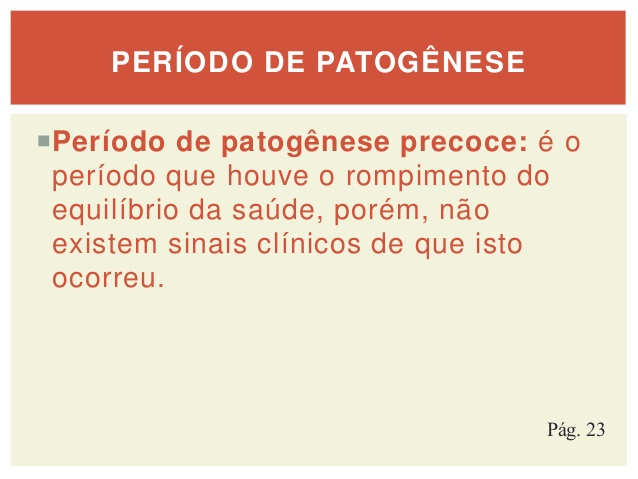 PERÍODO DE PATOGÊNESE
Período de patogênese precoce: é o
período que houve o rompimento do
equilíbrio da saúde, porém, não
existem sinais clínicos de que isto
ocorreu.
Pág. 23